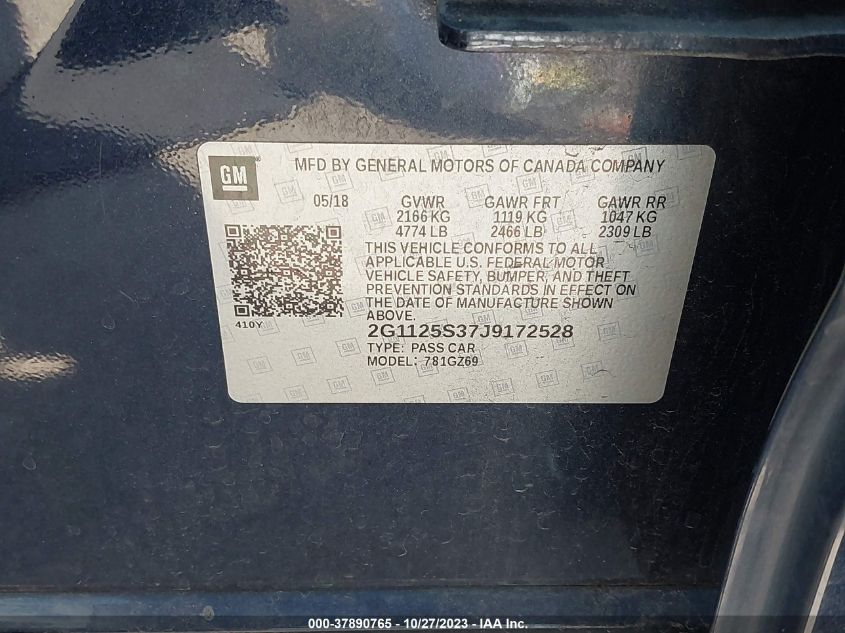 GM MFD BY GENERAL MOTORS OF CANADA COMPANY
05/18 GVWR GAWR FRT GAWR RR
2166 KG 1119 KG 1047 KG
4774 LB 2466 LB 2309 LB
THIS VEHICLE CONFORMS TO ALL
APPLICABLE U.S. FEDERAL MOTOR
VEHICLE SAFETY, BUMPER, AND THEFT
PREVENTION STANDARDS IN EFFECT ON
THE DATE OF MANUFACTURE SHOWN
ABOVE.
410Y
2G1125S37J9172528
TYPE: PASS CAR
MODEL: 781GZ69
000-37890765 - 10/27/2023 - IAA Inc.